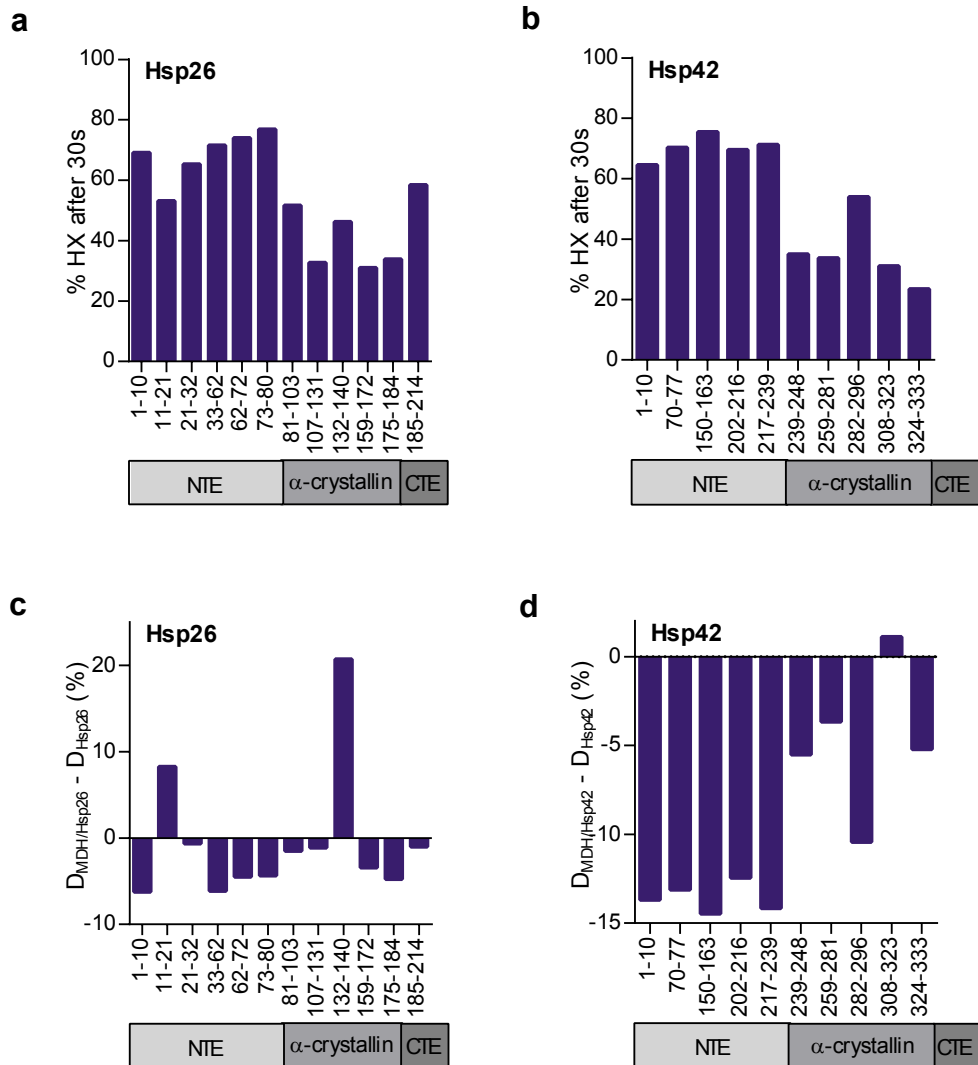 a
Hsp26
% HX after 30s
100
80
60
40
20
0
1-10
11-21
21-32
33-62
62-72
73-80
81-103
107-131
132-140
159-172
175-184
185-214
NTE
α-crystallin
CTE
b
Hsp42
% HX after 30s
100
80
60
40
20
0
1-10
70-77
150-163
202-216
217-239
239-248
259-281
282-296
308-323
324-333
NTE
α-crystallin
CTE
c
Hsp26
D_MDH/Hsp26 - D_Hsp26 (%)
20
10
0
-10
1-10
11-21
21-32
33-62
62-72
73-80
81-103
107-131
132-140
159-172
175-184
185-214
NTE
α-crystallin
CTE
d
Hsp42
D_MDH/Hsp42 - D_Hsp42 (%)
0
-5
-10
-15
1-10
70-77
150-163
202-216
217-239
239-248
259-281
282-296
308-323
324-333
NTE
α-crystallin
CTE